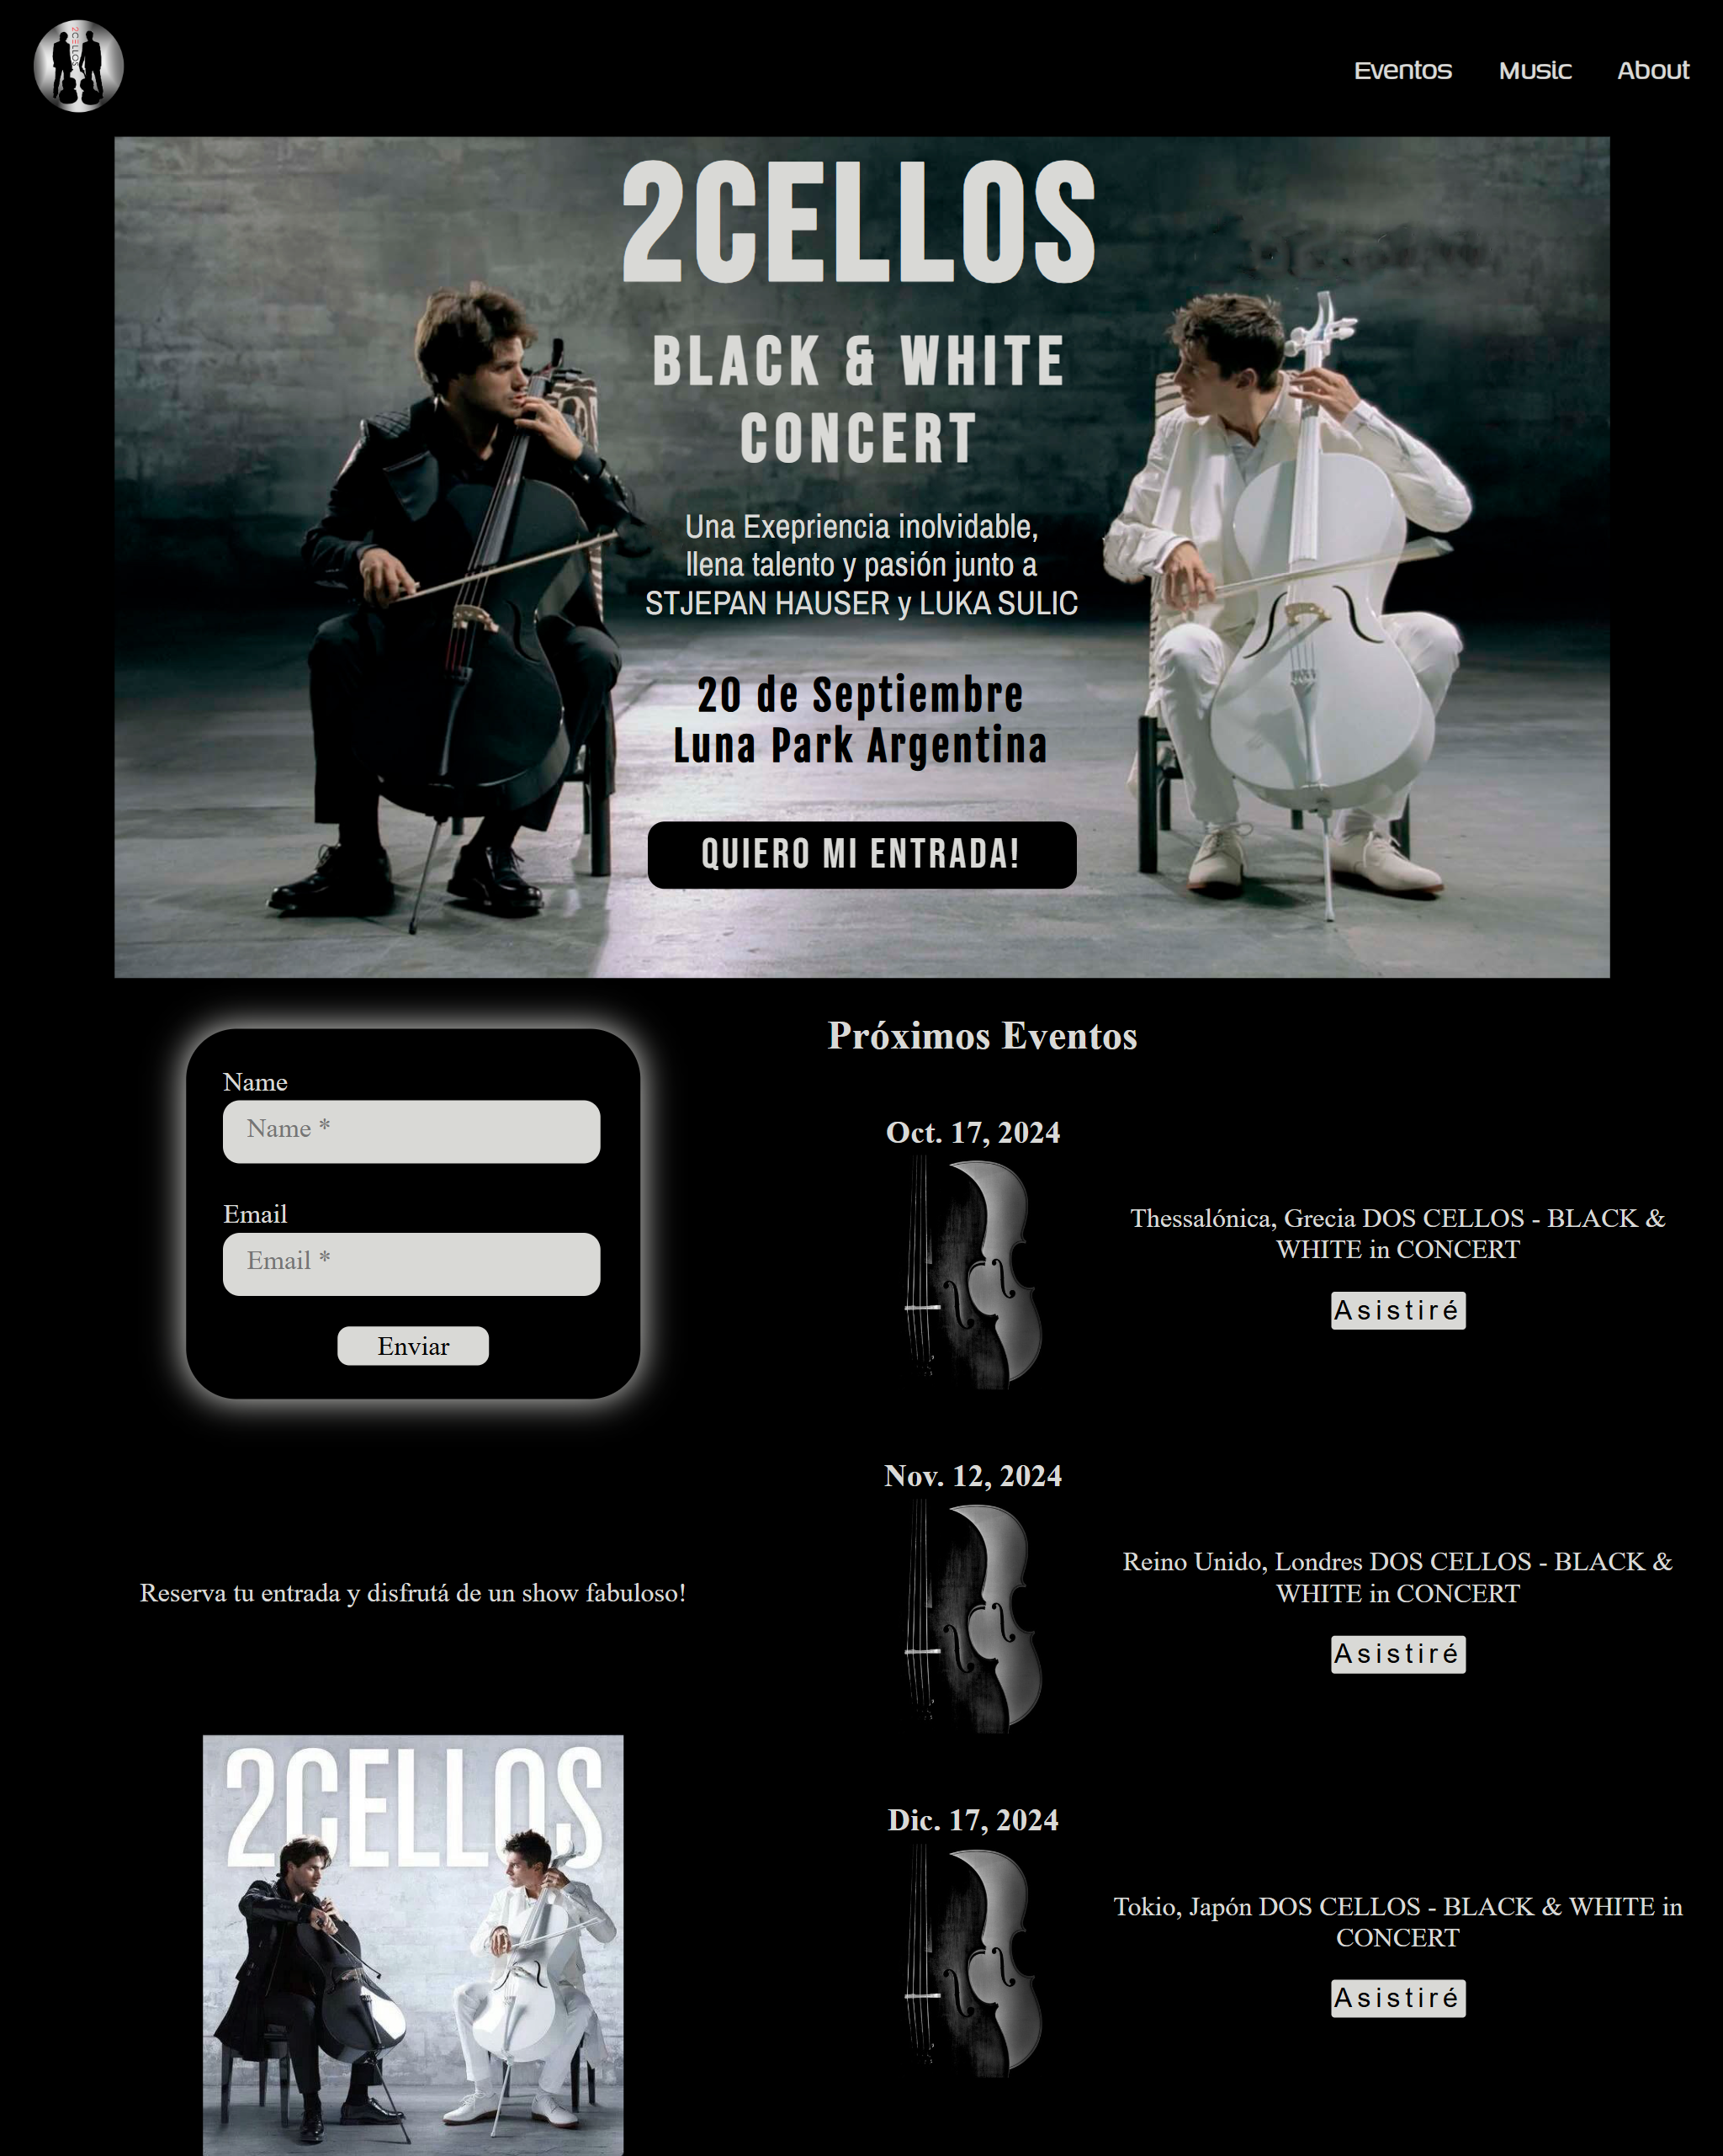 2CELLOS
Eventos Music About
2CELLOS
BLACK & WHITE
CONCERT
Una Exepriencia inolvidable,
llena talento y pasión junto a
STJEPAN HAUSER y LUKA SULIC
20 de Septiembre
Luna Park Argentina
QUIERO MI ENTRADA!
Name
Name *
Email
Email *
Enviar
Reserva tu entrada y disfrutá de un show fabuloso!
2CELLOS
Próximos Eventos
Oct. 17, 2024
Thessalónica, Grecia DOS CELLOS - BLACK &
WHITE in CONCERT
Asistiré
Nov. 12, 2024
Reino Unido, Londres DOS CELLOS - BLACK &
WHITE in CONCERT
Asistiré
Dic. 17, 2024
Tokio, Japón DOS CELLOS - BLACK & WHITE in
CONCERT
Asistiré